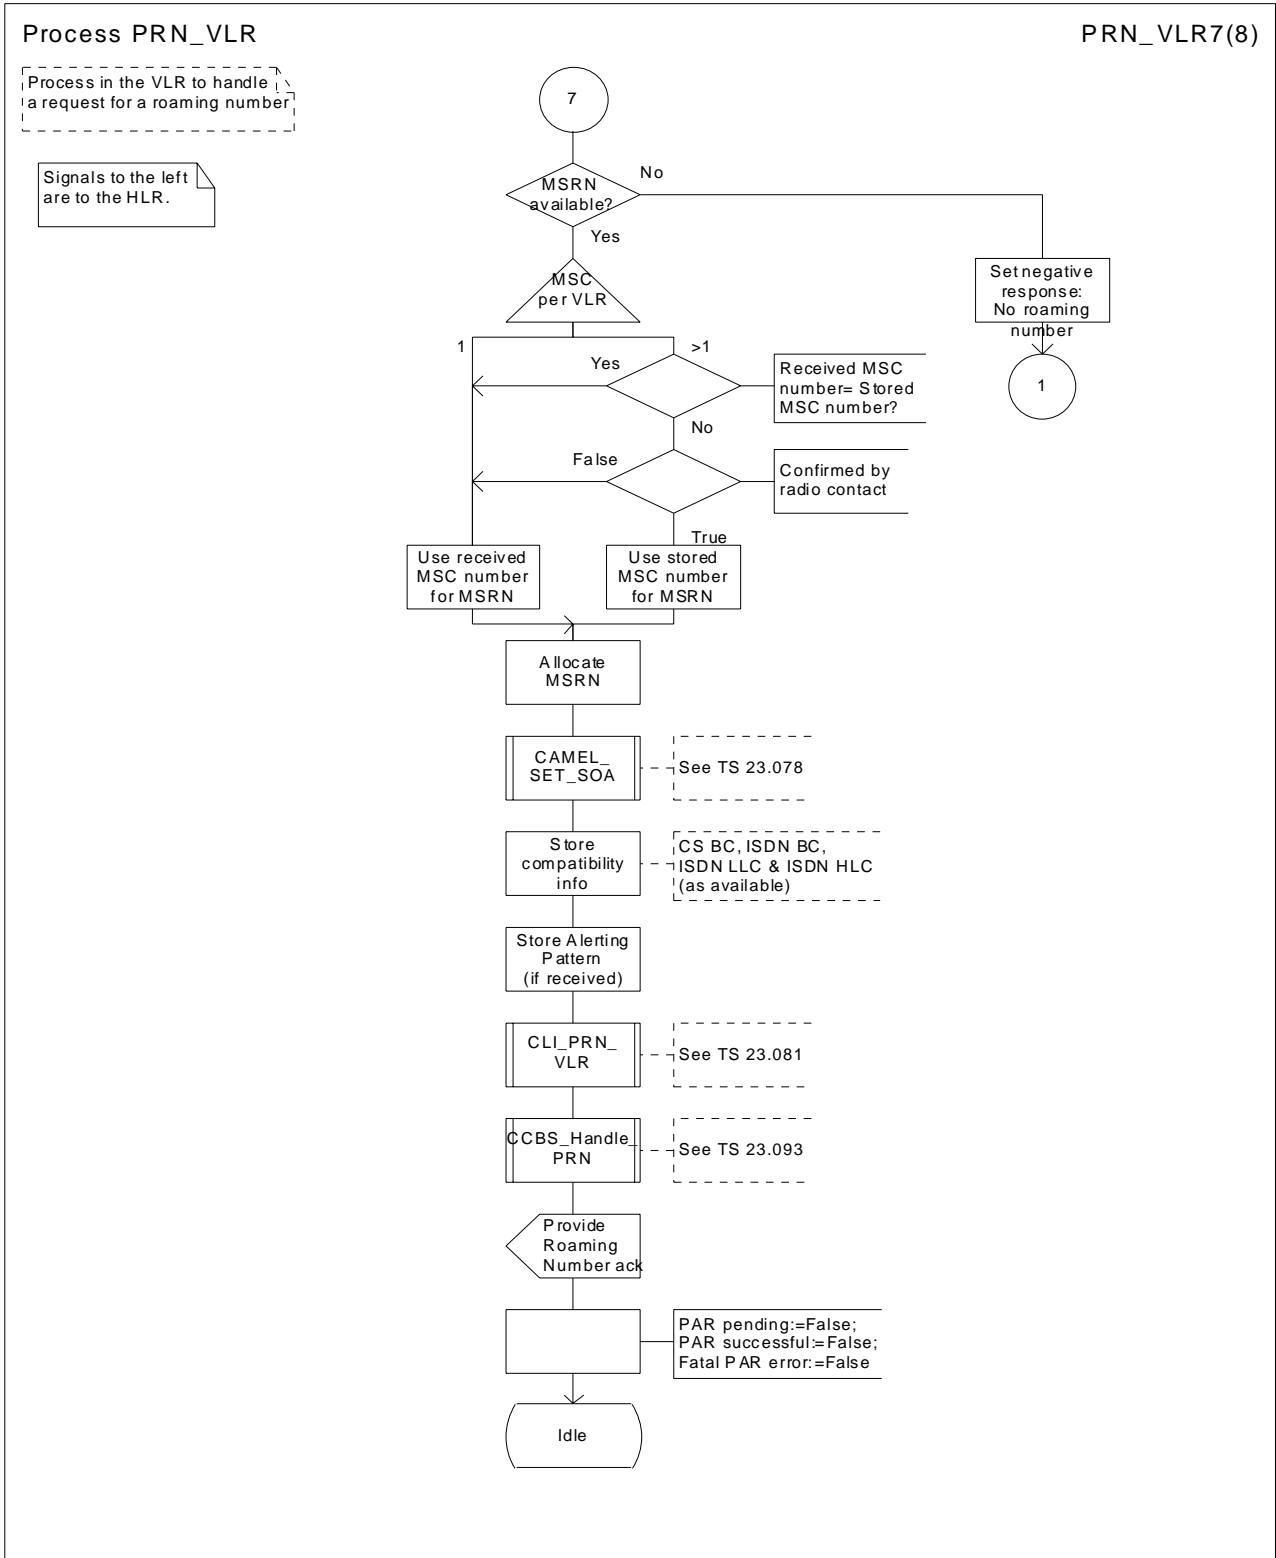 Process PRN_VLR
PRN_VLR7(8)
Process in the VLR to handle
a request for a roaming number
Signals to the left
are to the HLR.
7
MSRN
available?
No
Yes
MSC
per VLR
Set negative
response:
No roaming
number
1
>1
Yes
Received MSC
number= Stored
MSC number?
1
No
False
Confirmed by
radio contact
True
Use received
MSC number
for MSRN
Use stored
MSC number
for MSRN
Allocate
MSRN
CAMEL_
SET_SOA
See TS 23.078
Store
compatibility
info
CS BC, ISDN BC,
ISDN LLC & ISDN HLC
(as available)
Store Alerting
Pattern
(if received)
CLI_PRN_
VLR
See TS 23.081
CCBS_Handle_
PRN
See TS 23.093
Provide
Roaming
Number ack
PAR pending:=False;
PAR successful:=False;
Fatal PAR error:=False
Idle